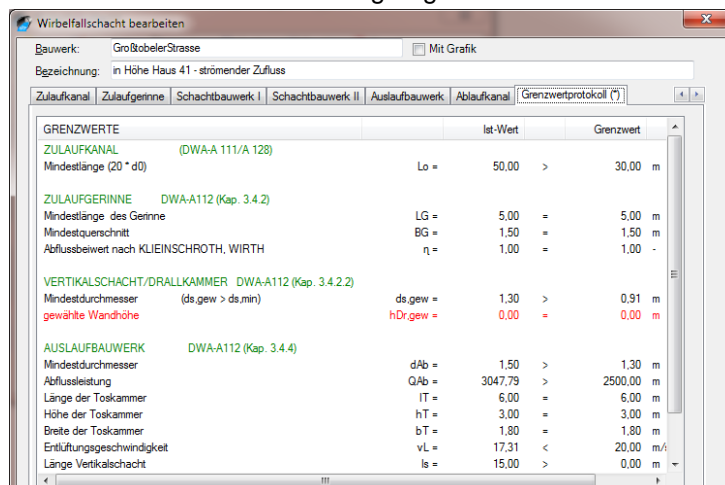 Wirbelfallschacht bearbeiten
Bauwerk: GroßtobelerStrasse Mit Grafik
Bezeichnung: in Höhe Haus 41 - strömender Zufluss
Zulaufkanal Zulaufgerinne Schachtbauwerk I Schachtbauwerk II Auslaufbauwerk Ablaufkanal Grenzwertprotokoll (*)
GRENZWERTE Ist-Wert Grenzwert
ZULAUFKANAL (DWA-A 111/A 128)
Mindestlänge (20 * d0) Lo = 50,00 > 30,00 m
ZULAUFGERINNE DWA-A112 (Kap. 3.4.2)
Mindestlänge des Gerinne LG = 5,00 = 5,00 m
Mindestquerschnitt BG = 1,50 = 1,50 m
Abflussbeiwert nach KLIEINSCHROTH, WIRTH η = 1,00 = 1,00 -
VERTIKALSCHACHT/DRALLKAMMER DWA-A112 (Kap. 3.4.2.2)
Mindestdurchmesser (ds,gew > ds,min) ds,gew = 1,30 > 0,91 m
gewählte Wandhöhe hDr,gew = 0,00 = 0,00 m
AUSLAUFBAUWERK DWA-A112 (Kap. 3.4.4)
Mindestdurchmesser dAb = 1,50 > 1,30 m
Abflussleistung QAb = 3047,79 > 2500,00 m
Länge der Toskammer lT = 6,00 = 6,00 m
Höhe der Toskammer hT = 3,00 = 3,00 m
Breite der Toskammer bT = 1,80 = 1,80 m
Entlüftungsgeschwindigkeit vL = 17,31 < 20,00 m/
Länge Vertikalschacht ls = 15,00 > 0,00 m